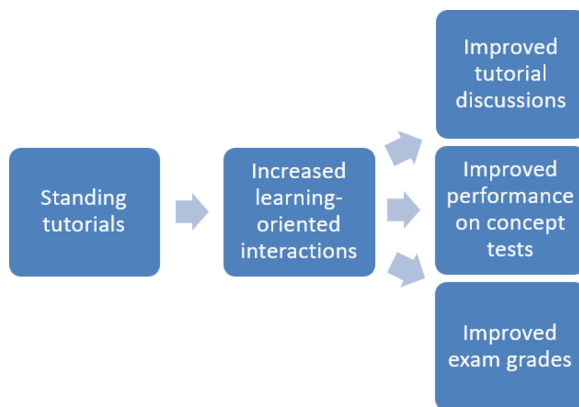 Standing
tutorials
Increased
learning-
oriented
interactions
Improved
tutorial
discussions
Improved
performance
on concept
tests
Improved
exam grades